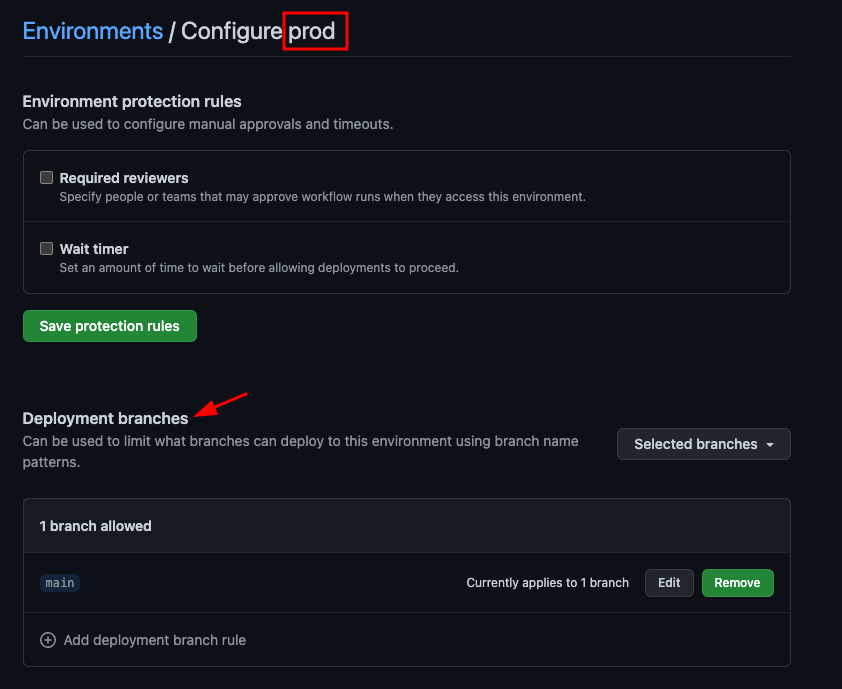 Environments / Configure prod
Environment protection rules
Can be used to configure manual approvals and timeouts.
Required reviewers
Specify people or teams that may approve workflow runs when they access this environment.
Wait timer
Set an amount of time to wait before allowing deployments to proceed.
Save protection rules
Deployment branches
Can be used to limit what branches can deploy to this environment using branch name
patterns.
Selected branches
1 branch allowed
main Currently applies to 1 branch Edit Remove
Add deployment branch rule